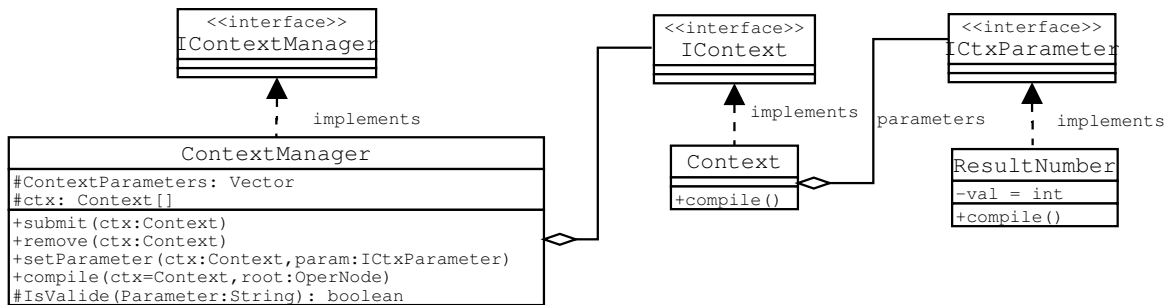 <<interface>>
IContextManager
<<interface>>
IContext
<<interface>>
ICtxParameter
implements
implements
parameters
implements
ContextManager
#ContextParameters: Vector
#ctx: Context[]
+submit(ctx:Context)
+remove(ctx:Context)
+setParameter(ctx:Context,param:ICtxParameter)
+compile(ctx=Context,root:OperNode)
#IsValide(Parameter:String): boolean
Context
+compile()
ResultNumber
-val = int
+compile()